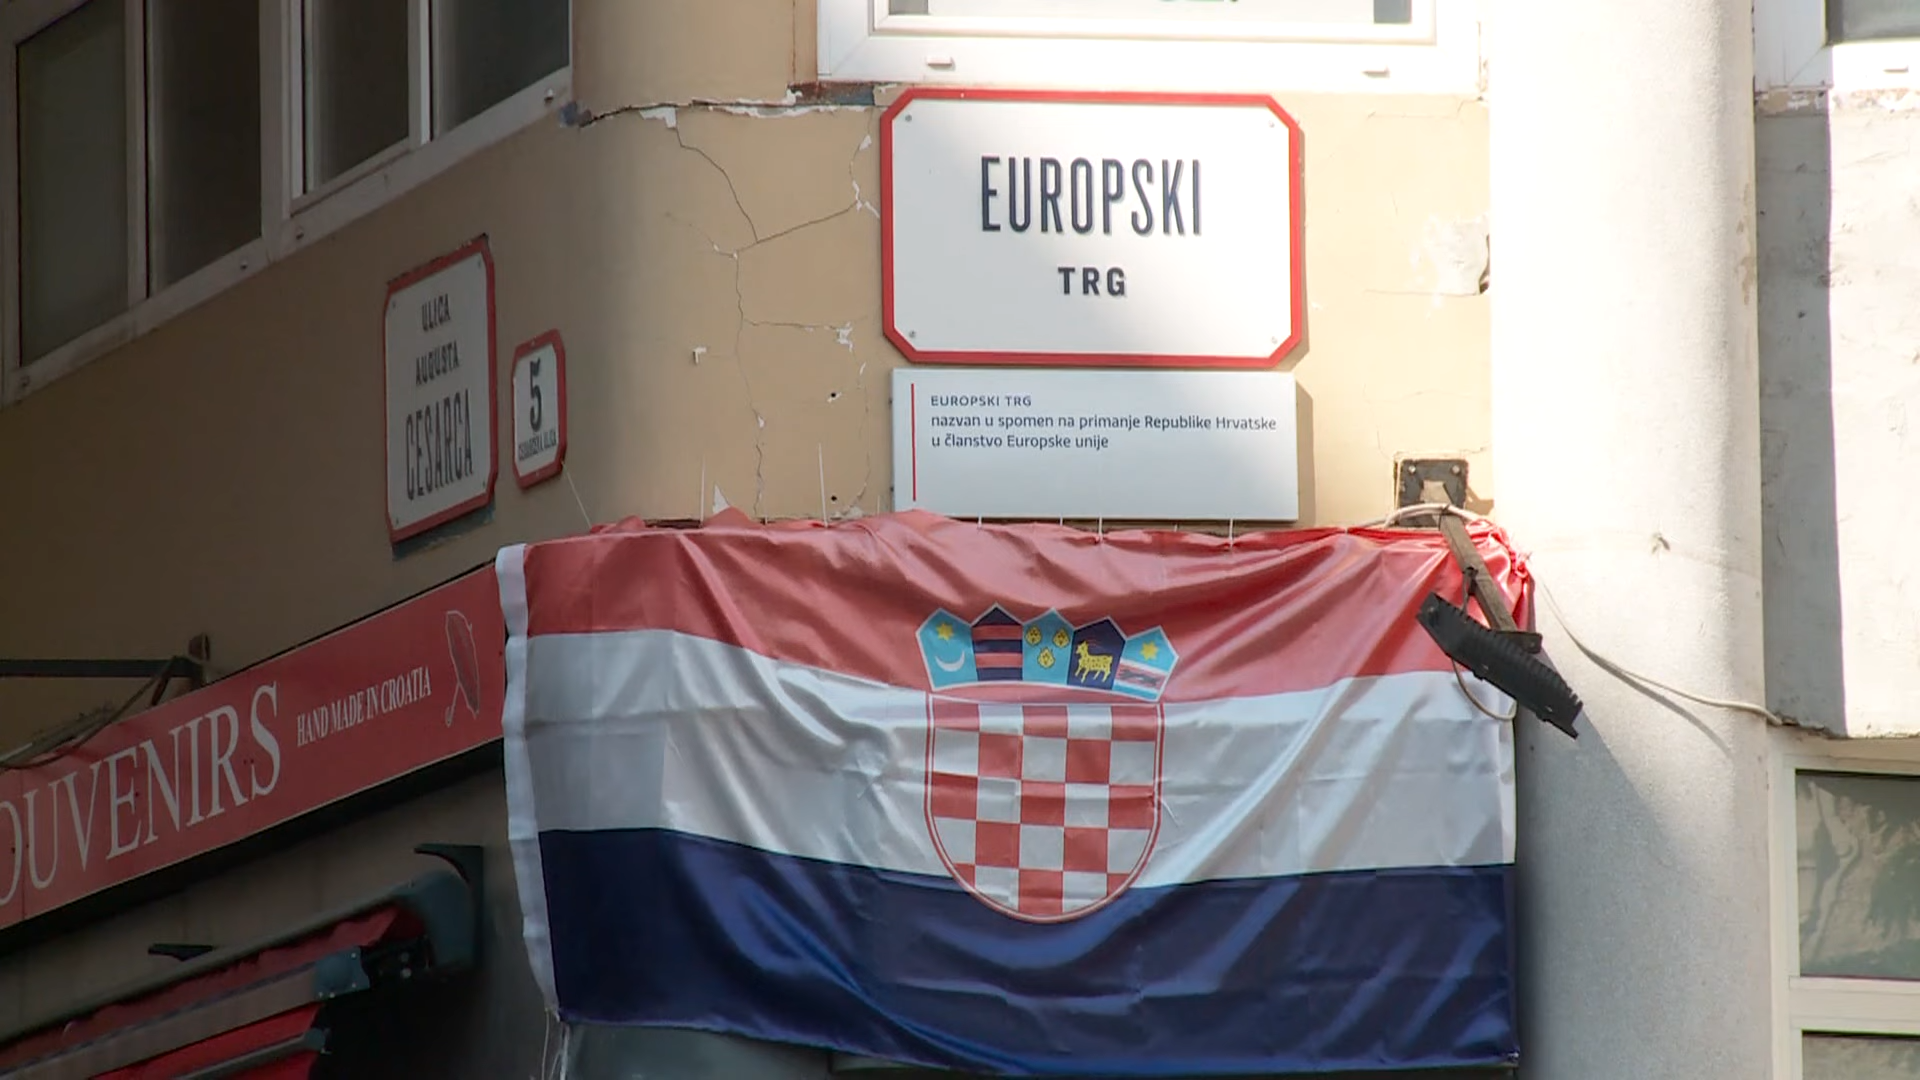 EUROPSKI
TRG
EUROPSKI TRG
nazvan u spomen na primanje Republike Hrvatske
u članstvo Europske unije
ULICA
AUGUSTA
CESARCA
5
OUVENIRS
HAND MADE IN CROATIA